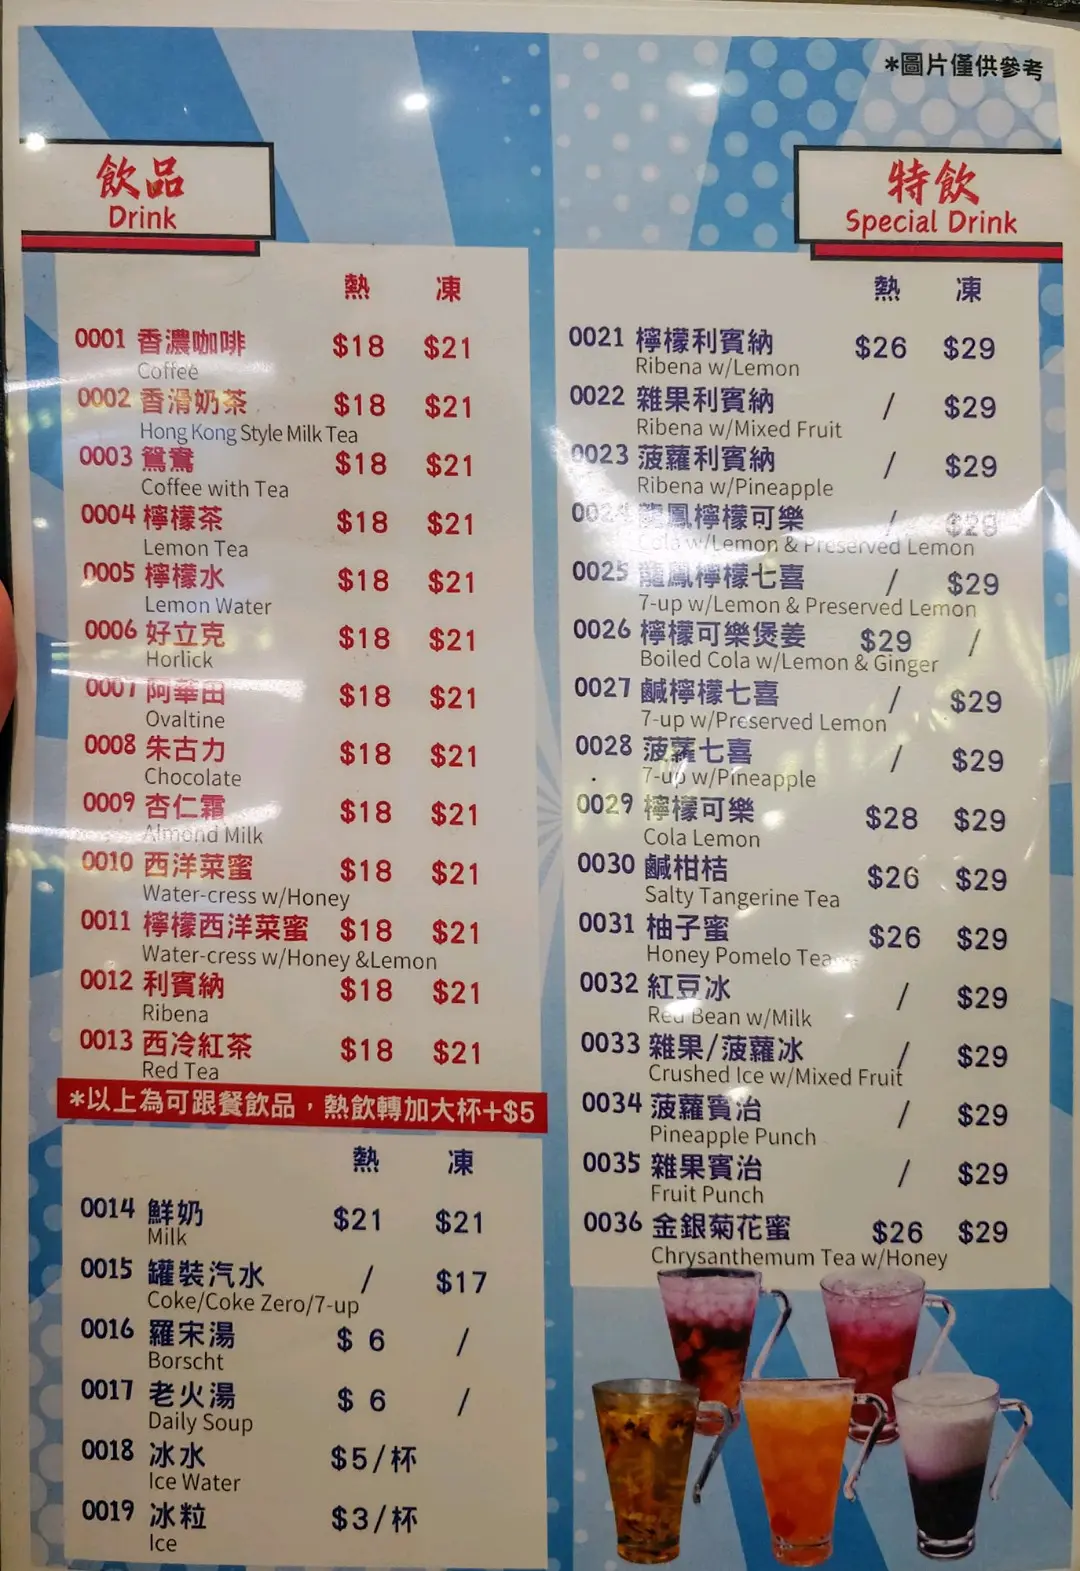 *圖片僅供參考
飲品
Drink
熱 凍
0001 香濃咖啡 $18 $21
Coffee
0002 香滑奶茶 $18 $21
Hong Kong Style Milk Tea
0003 鴛鴦 $18 $21
Coffee with Tea
0004 檸檬茶 $18 $21
Lemon Tea
0005 檸檬水 $18 $21
Lemon Water
0006 好立克 $18 $21
Horlick
0007 阿華田 $18 $21
Ovaltine
0008 朱古力 $18 $21
Chocolate
0009 杏仁霜 $18 $21
Almond Milk
0010 西洋菜蜜 $18 $21
Water-cress w/Honey
0011 檸檬西洋菜蜜 $18 $21
Water-cress w/Honey &Lemon
0012 利賓納 $18 $21
Ribena
0013 西冷紅茶 $18 $21
Red Tea
*以上為可跟餐飲品，熱飲轉加大杯+$5
熱 凍
0014 鮮奶 $21 $21
Milk
0015 罐裝汽水 / $17
Coke/Coke Zero/7-up
0016 羅宋湯 $ 6 /
Borscht
0017 老火湯 $ 6 /
Daily Soup
0018 冰水 $5/杯
Ice Water
0019 冰粒 $3/杯
Ice
特飲
Special Drink
熱 凍
0021 檸檬利賓納 $26 $29
Ribena w/Lemon
0022 雜果利賓納 / $29
Ribena w/Mixed Fruit
0023 菠蘿利賓納 / $29
Ribena w/Pineapple
0024 龍鳳檸檬可樂 /
Cola w/Lemon & Preserved Lemon
0025 龍鳳檸檬七喜 / $29
7-up w/Lemon & Preserved Lemon
0026 檸檬可樂煲姜 $29 /
Boiled Cola w/Lemon & Ginger
0027 鹹檸檬七喜 / $29
7-up w/Preserved Lemon
0028 菠蘿七喜 / $29
7-up w/Pineapple
0029 檸檬可樂 $28 $29
Cola Lemon
0030 鹹柑桔 $26 $29
Salty Tangerine Tea
0031 柚子蜜 $26 $29
Honey Pomelo Tea
0032 紅豆冰 / $29
Red Bean w/Milk
0033 雜果/菠蘿冰 / $29
Crushed Ice w/Mixed Fruit
0034 菠蘿賓治 / $29
Pineapple Punch
0035 雜果賓治 / $29
Fruit Punch
0036 金銀菊花蜜 $26 $29
Chrysanthemum Tea w/Honey